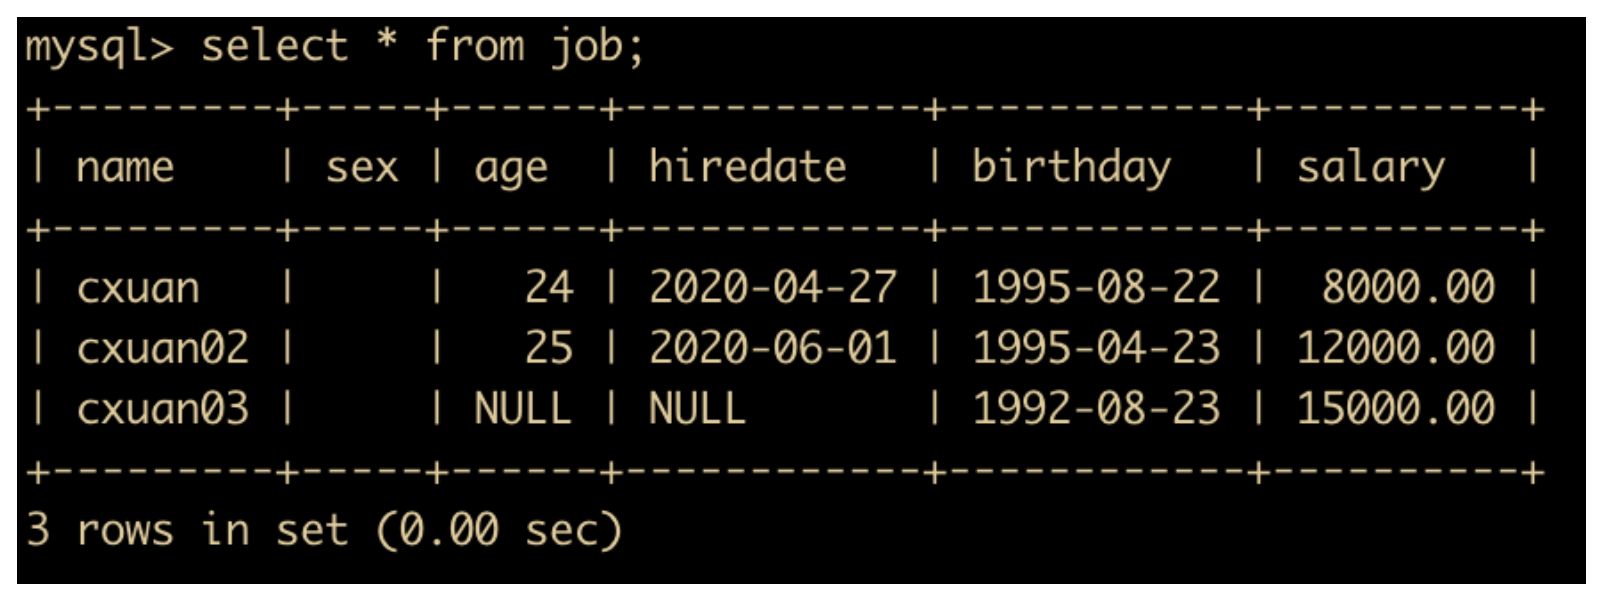 mysql> select * from job;
+---------+-----+------+------------+------------+----------+
| name    | sex | age  | hiredate   | birthday   | salary   |
+---------+-----+------+------------+------------+----------+
| cxuan   |     |   24 | 2020-04-27 | 1995-08-22 |  8000.00 |
| cxuan02 |     |   25 | 2020-06-01 | 1995-04-23 | 12000.00 |
| cxuan03 |     | NULL | NULL       | 1992-08-23 | 15000.00 |
+---------+-----+------+------------+------------+----------+
3 rows in set (0.00 sec)